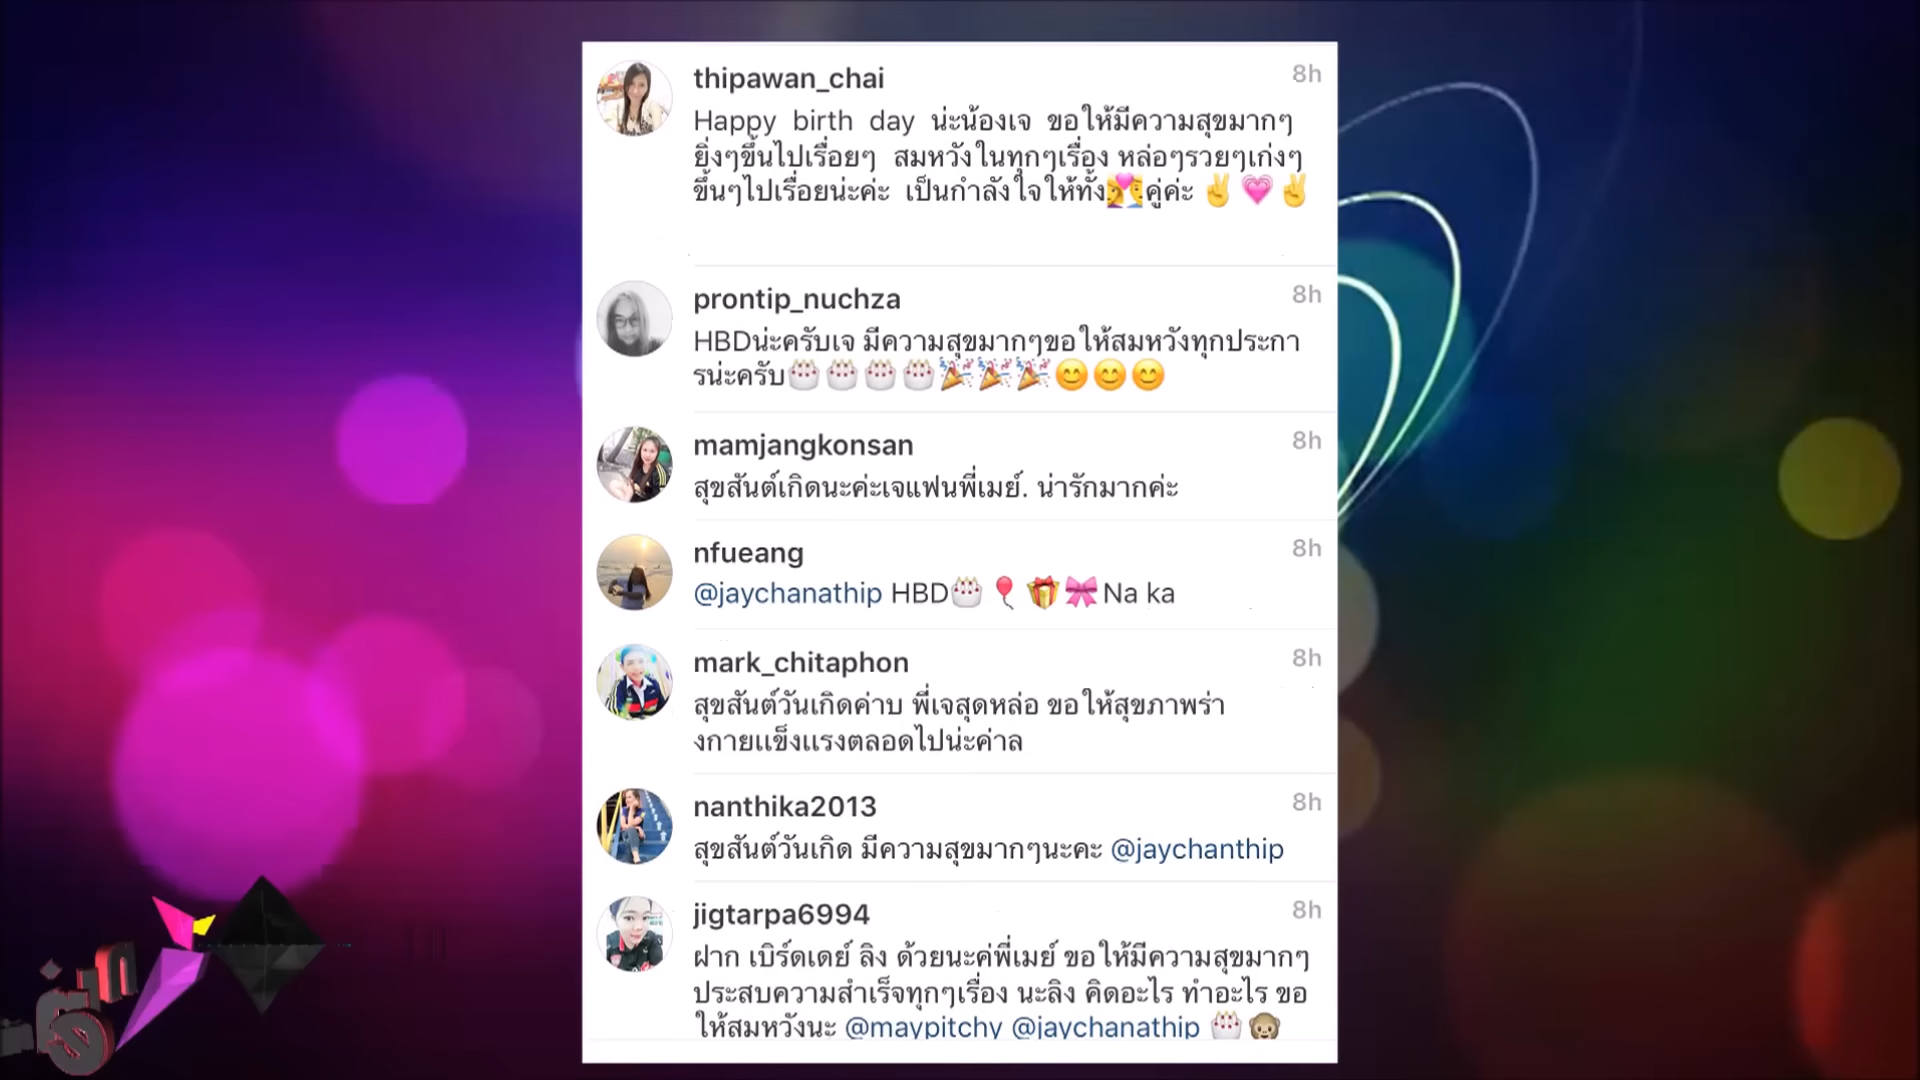 thipawan_chai 8h
Happy birth day น่ะน้องเจ ขอให้มีความสุขมากๆ
ยิ่งๆขึ้นไปเรื่อยๆ สมหวังในทุกๆเรื่อง หล่อๆรวยๆเก่งๆ
ขึ้นๆไปเรื่อยน่ะค่ะ เป็นกำลังใจให้ทั้ง💏คู่ค่ะ ✌️💗✌️
prontip_nuchza 8h
HBDน่ะครับเจ มีความสุขมากๆขอให้สมหวังทุกประกา
รน่ะครับ🎂🎂🎂🎂🎉🎉🎉😊😊😊
mamjangkonsan 8h
สุขสันต์เกิดนะค่ะเจแฟนพี่เมย์. น่ารักมากค่ะ
nfueang 8h
@jaychanathip HBD🎂🎈🎁🎀Na ka
mark_chitaphon 8h
สุขสันต์วันเกิดค่าบ พี่เจสุดหล่อ ขอให้สุขภาพร่า
งกายแข็งแรงตลอดไปน่ะค่าล
nanthika2013 8h
สุขสันต์วันเกิด มีความสุขมากๆนะคะ @jaychanthip
jigtarpa6994 8h
ฝาก เบิร์ดเดย์ ลิง ด้วยนะค่พี่เมย์ ขอให้มีความสุขมากๆ
ประสบความสำเร็จทุกๆเรื่อง นะลิง คิดอะไร ทำอะไร ขอ
ให้สมหวังนะ @maypitchy @jaychanathip 🎂🙊